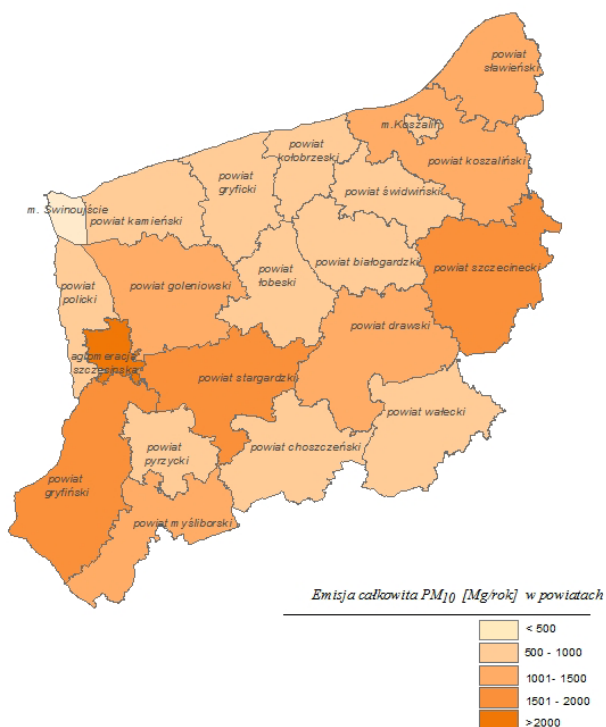 powiat
sławieński
m.Koszalin
powiat
kołobrzeski
powiat koszaliński
powiat
gryficki
powiat świdwiński
m. Świnoujście
powiat kamieński
powiat białogardzki
powiat szczecinecki
powiat
policki
powiat goleniowski
powiat
łobeski
powiat drawski
aglomeracja
szczecińska
powiat stargardzki
powiat wałecki
powiat
pyrzycki
powiat choszczeński
powiat
gryfiński
powiat myśliborski
Emisja całkowita PM10 [Mg/rok] w powiatach
< 500
500 - 1000
1001- 1500
1501 - 2000
>2000